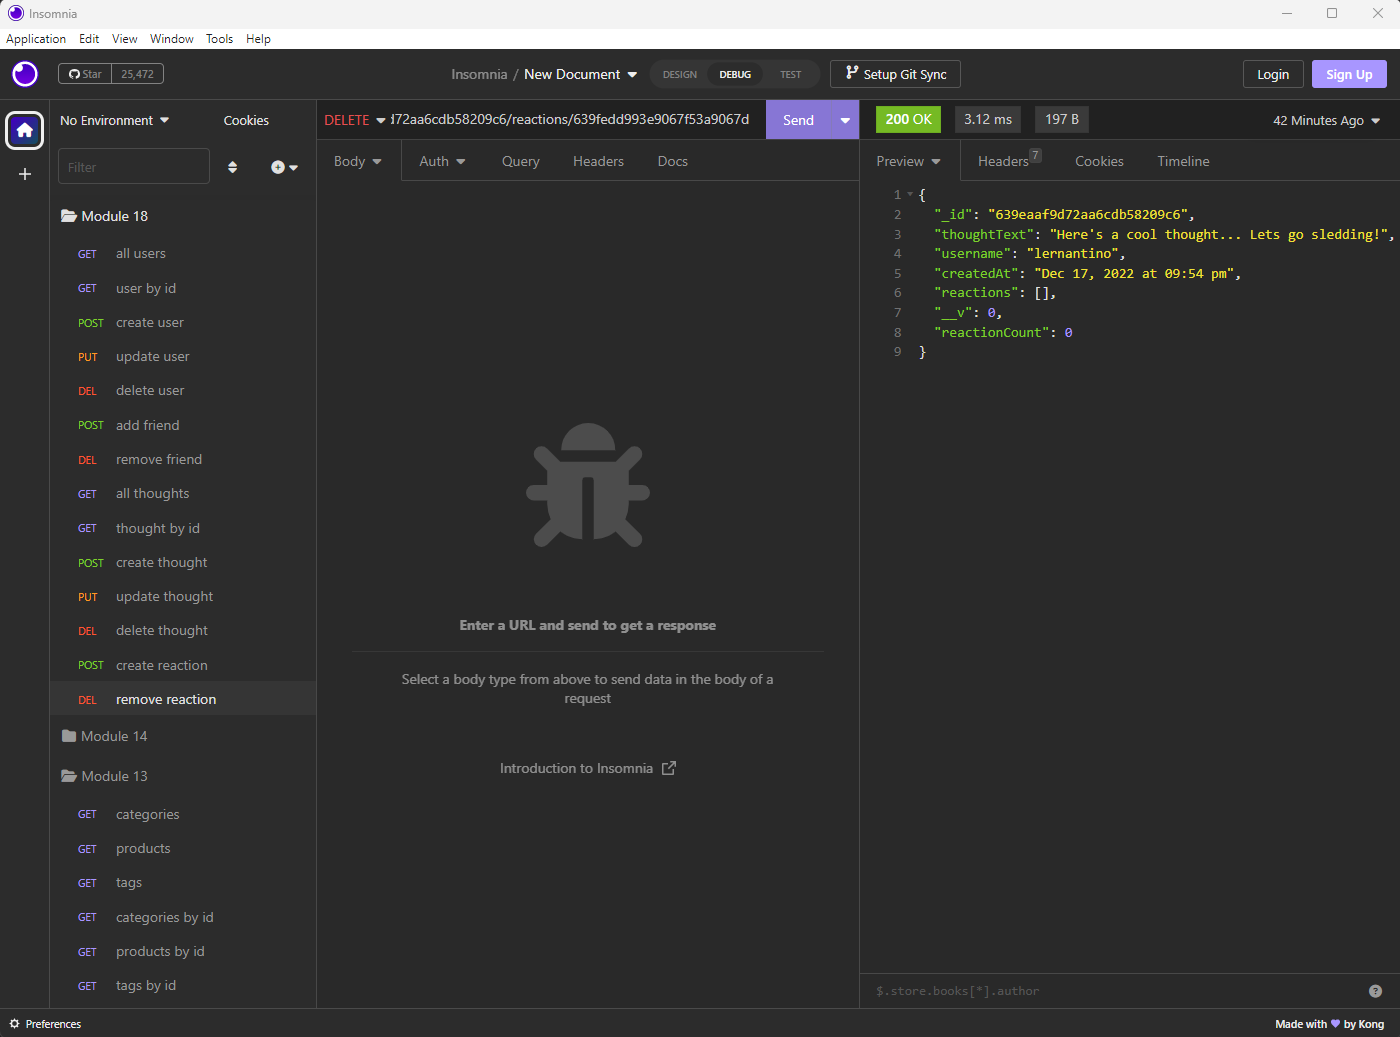 Insomnia
Application Edit View Window Tools Help
Star 25,472
Insomnia / New Document
DESIGN DEBUG TEST
Setup Git Sync
Login Sign Up
No Environment Cookies
Filter
Module 18
GET all users
GET user by id
POST create user
PUT update user
DEL delete user
POST add friend
DEL remove friend
GET all thoughts
GET thought by id
POST create thought
PUT update thought
DEL delete thought
POST create reaction
DEL remove reaction
Module 14
Module 13
GET categories
GET products
GET tags
GET categories by id
GET products by id
GET tags by id
DELETE d72aa6cdb58209c6/reactions/639fedd993e9067f53a9067d Send
Body Auth Query Headers Docs
Enter a URL and send to get a response
Select a body type from above to send data in the body of a
request
Introduction to Insomnia
200 OK 3.12 ms 197 B 42 Minutes Ago
Preview Headers 7 Cookies Timeline
1 {
2 "_id": "639eaaf9d72aa6cdb58209c6",
3 "thoughtText": "Here's a cool thought... Lets go sledding!",
4 "username": "lernantino",
5 "createdAt": "Dec 17, 2022 at 09:54 pm",
6 "reactions": [],
7 "__v": 0,
8 "reactionCount": 0
9 }
$.store.books[*].author ?
Preferences
Made with 💜 by Kong